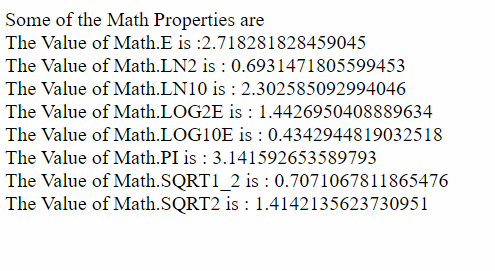 Some of the Math Properties are
The Value of Math.E is :2.718281828459045
The Value of Math.LN2 is : 0.6931471805599453
The Value of Math.LN10 is : 2.302585092994046
The Value of Math.LOG2E is : 1.4426950408889634
The Value of Math.LOG10E is : 0.4342944819032518
The Value of Math.PI is : 3.141592653589793
The Value of Math.SQRT1_2 is : 0.7071067811865476
The Value of Math.SQRT2 is : 1.4142135623730951